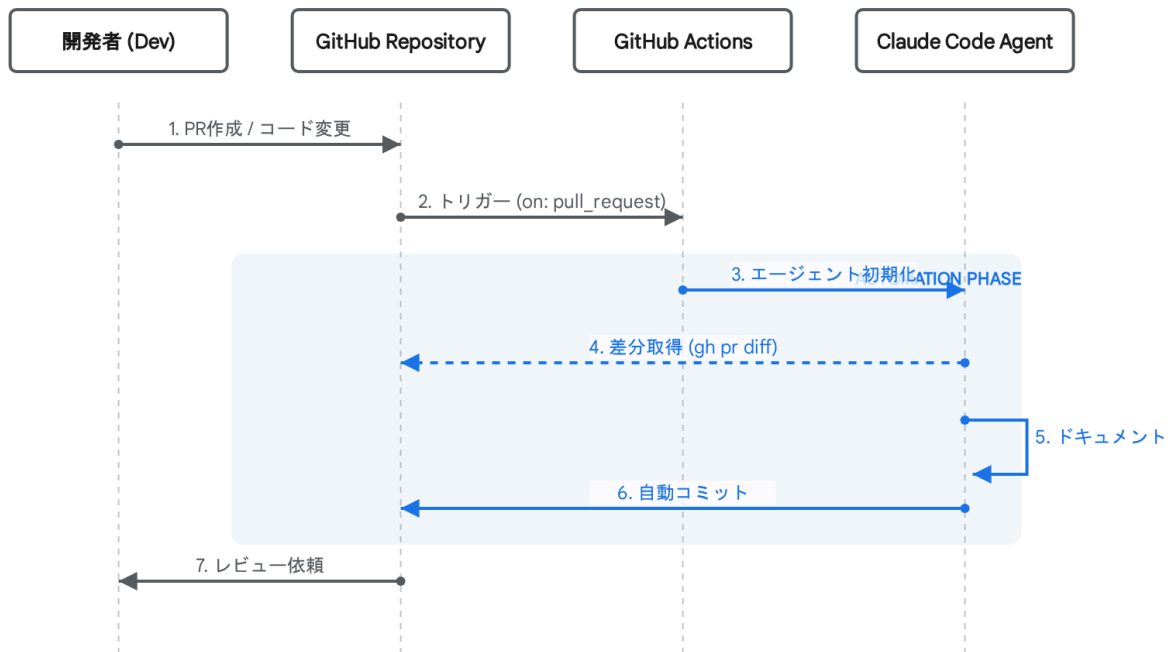 開発者 (Dev)
GitHub Repository
GitHub Actions
Claude Code Agent
1. PR作成 / コード変更
2. トリガー (on: pull_request)
3. エージェント初期化
PHASE
4. 差分取得 (gh pr diff)
5. ドキュメント
6. 自動コミット
7. レビュー依頼